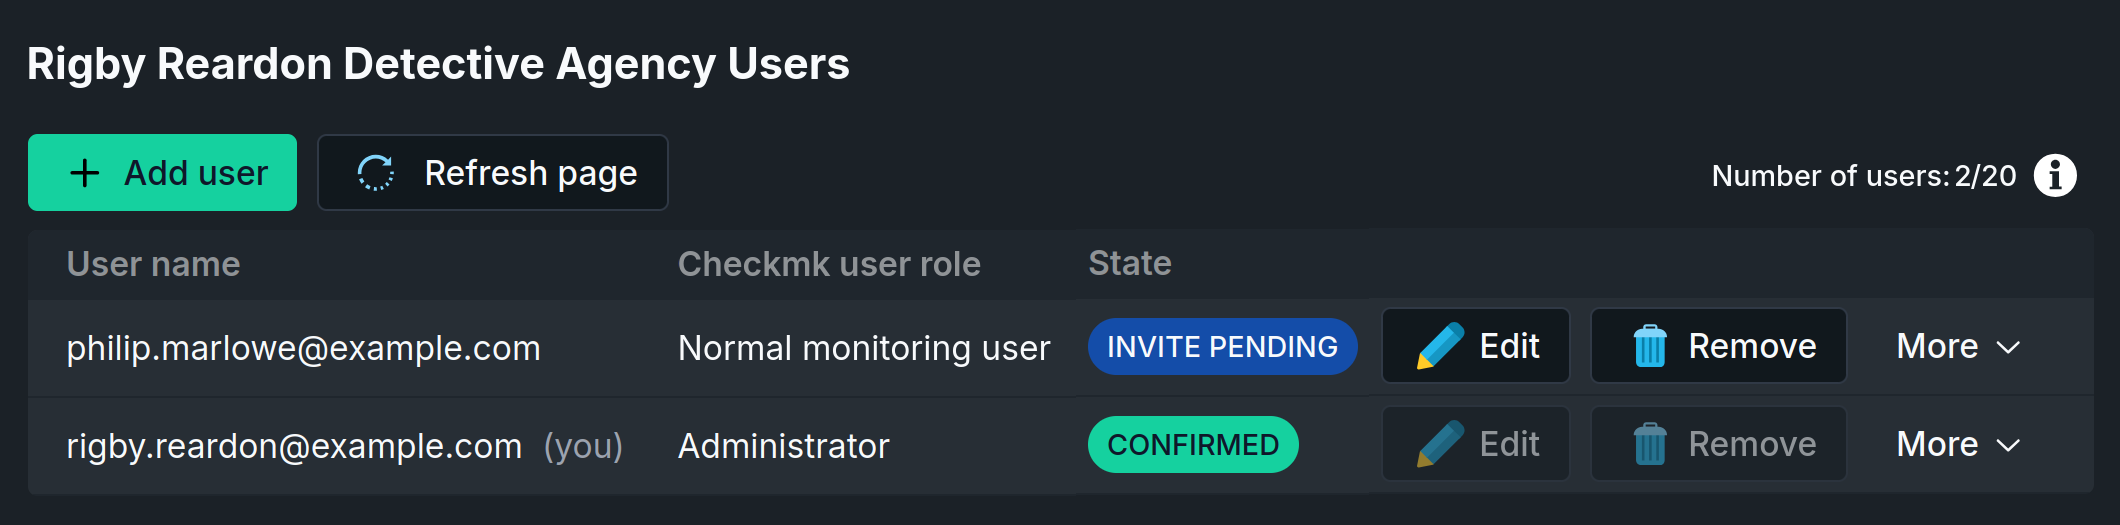 Rigby Reardon Detective Agency Users
Add user Refresh page Number of users: 2/20
User name Checkmk user role State
philip.marlowe@example.com Normal monitoring user INVITE PENDING Edit Remove More
rigby.reardon@example.com (you) Administrator CONFIRMED Edit Remove More